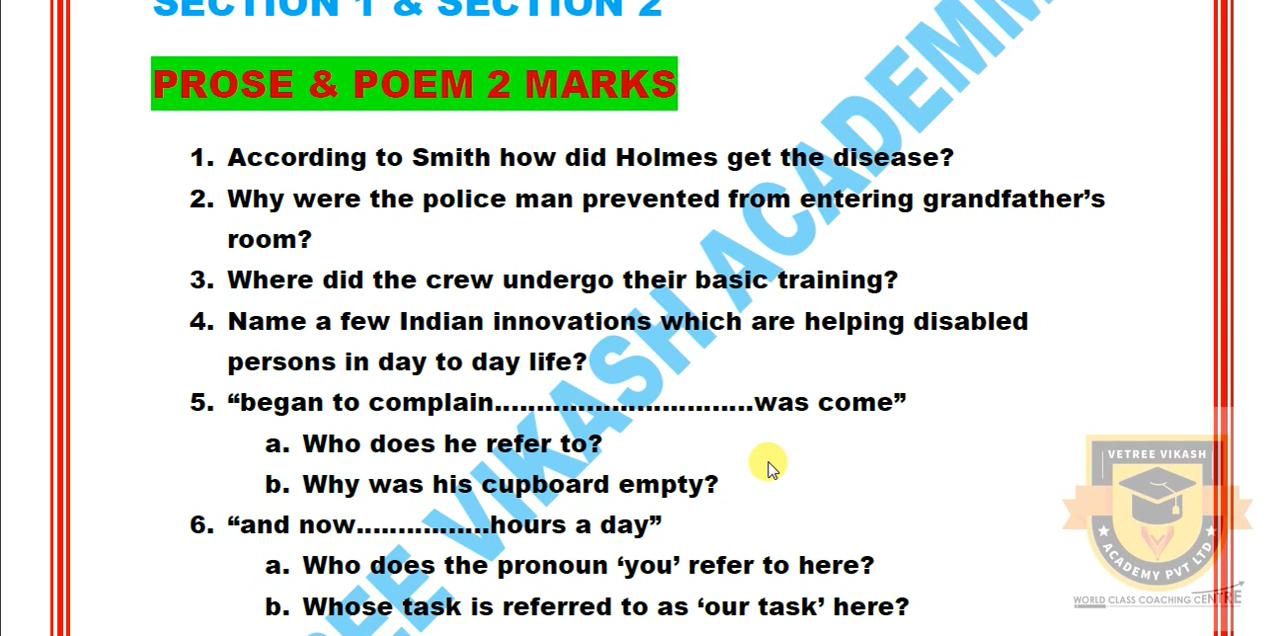 SECTION 1 & SECTION 2
PROSE & POEM 2 MARKS
1. According to Smith how did Holmes get the disease?
2. Why were the police man prevented from entering grandfather’s
room?
3. Where did the crew undergo their basic training?
4. Name a few Indian innovations which are helping disabled
persons in day to day life?
5. “began to complain...............................was come”
a. Who does he refer to?
b. Why was his cupboard empty?
6. “and now................hours a day”
a. Who does the pronoun ‘you’ refer to here?
b. Whose task is referred to as ‘our task’ here?
REE VIKASH ACADEMM
VETREE VIKASH
ACADEMY PVT LTD
WORLD CLASS COACHING CENTRE